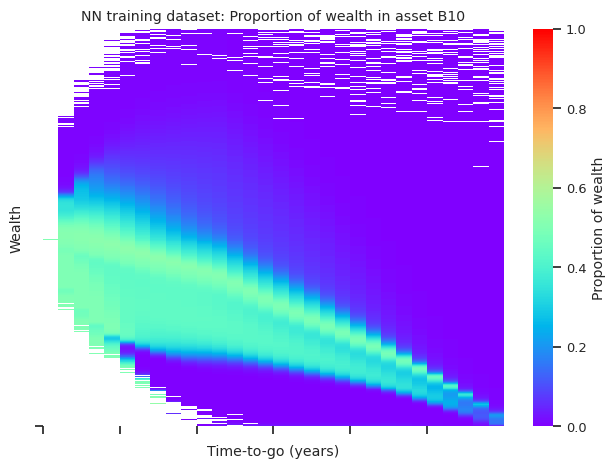 NN training dataset: Proportion of wealth in asset B10
Wealth
Time-to-go (years)
1.0
0.8
0.6
0.4
0.2
0.0
Proportion of wealth